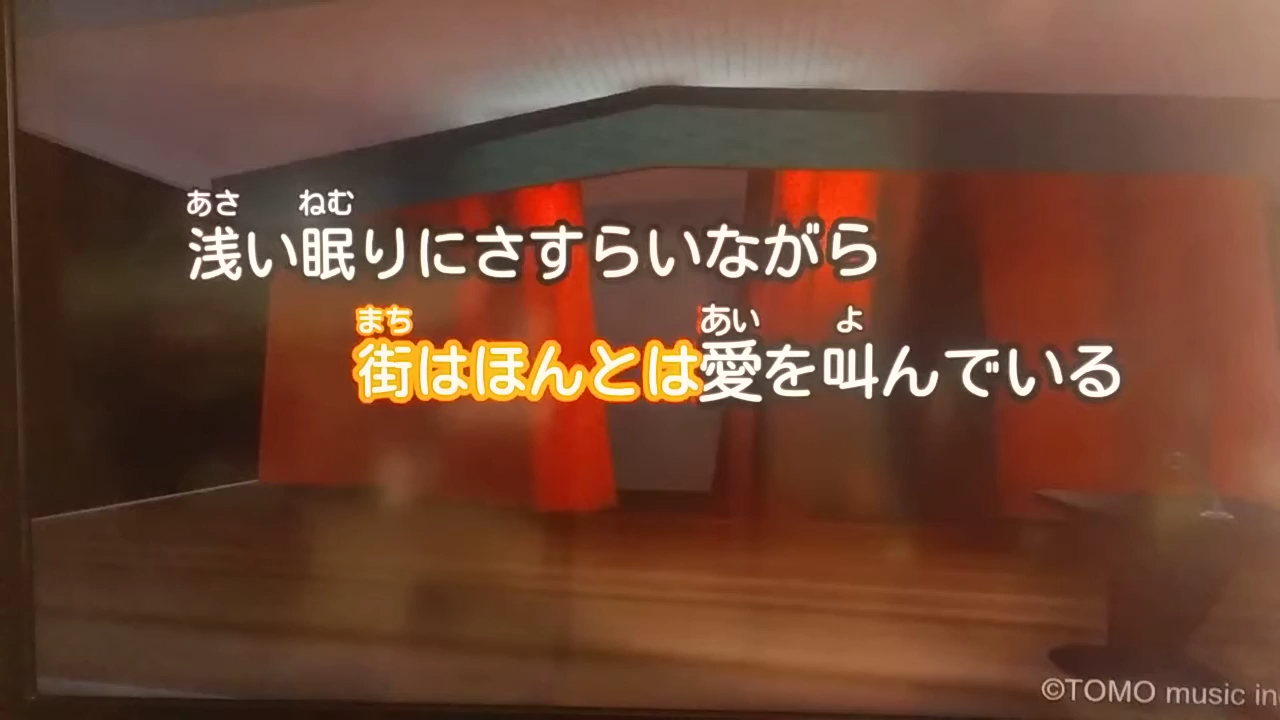 あさ ねむ
浅い眠りにさすらいながら
まち あい よ
街はほんとは愛を叫んでいる
©TOMO music in